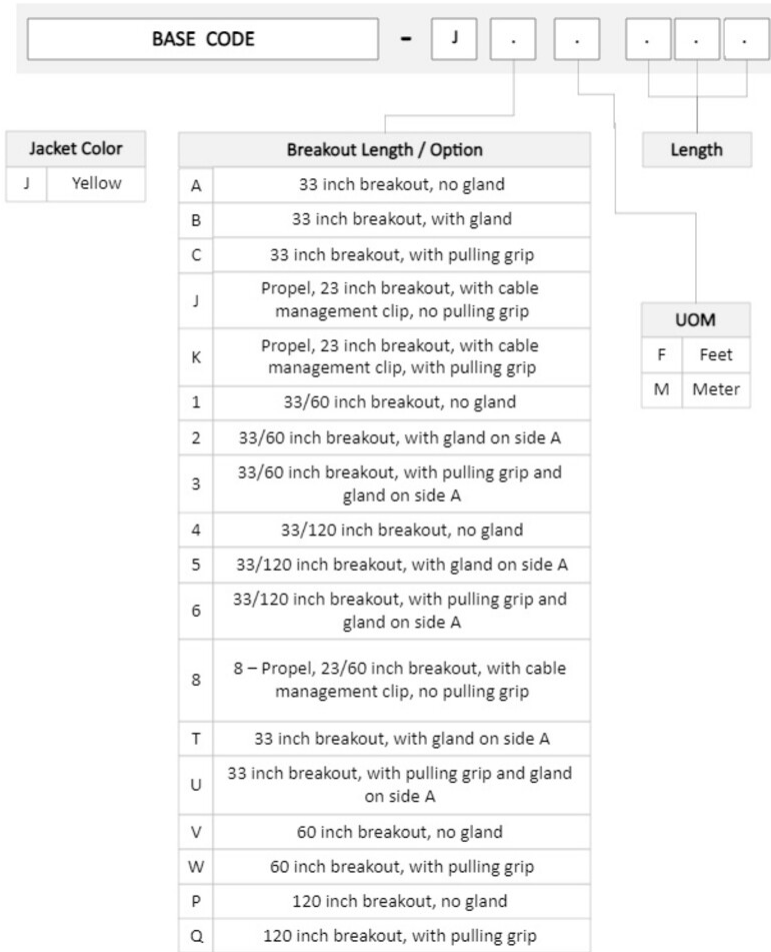 BASE CODE - J . . . . .
Jacket Color
J Yellow
Breakout Length / Option
A 33 inch breakout, no gland
B 33 inch breakout, with gland
C 33 inch breakout, with pulling grip
J Propel, 23 inch breakout, with cable
management clip, no pulling grip
K Propel, 23 inch breakout, with cable
management clip, with pulling grip
1 33/60 inch breakout, no gland
2 33/60 inch breakout, with gland on side A
3 33/60 inch breakout, with pulling grip and
gland on side A
4 33/120 inch breakout, no gland
5 33/120 inch breakout, with gland on side A
6 33/120 inch breakout, with pulling grip and
gland on side A
8 8 – Propel, 23/60 inch breakout, with cable
management clip, no pulling grip
T 33 inch breakout, with gland on side A
U 33 inch breakout, with pulling grip and gland
on side A
V 60 inch breakout, no gland
W 60 inch breakout, with pulling grip
P 120 inch breakout, no gland
Q 120 inch breakout, with pulling grip
Length
UOM
F Feet
M Meter